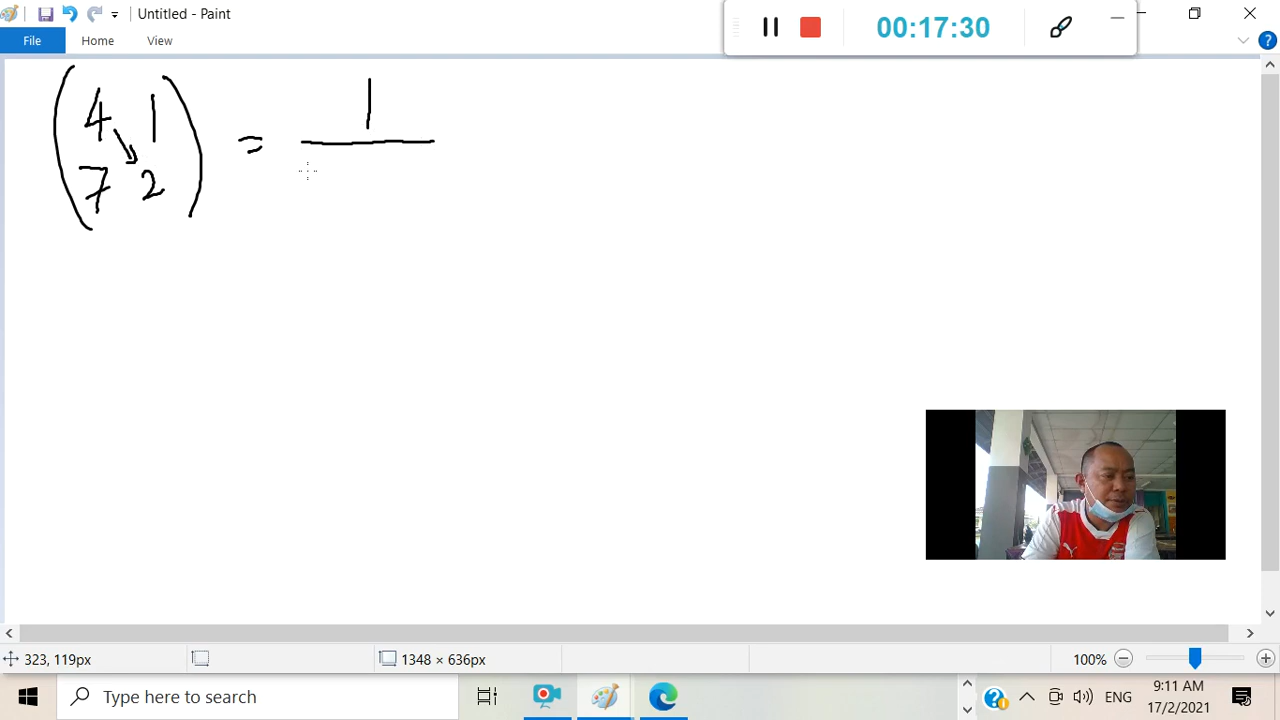 Untitled - Paint
00:17:30
File Home View
4 1
7 2
= 1
323, 119px
1348 × 636px
100%
Type here to search
ENG
9:11 AM
17/2/2021